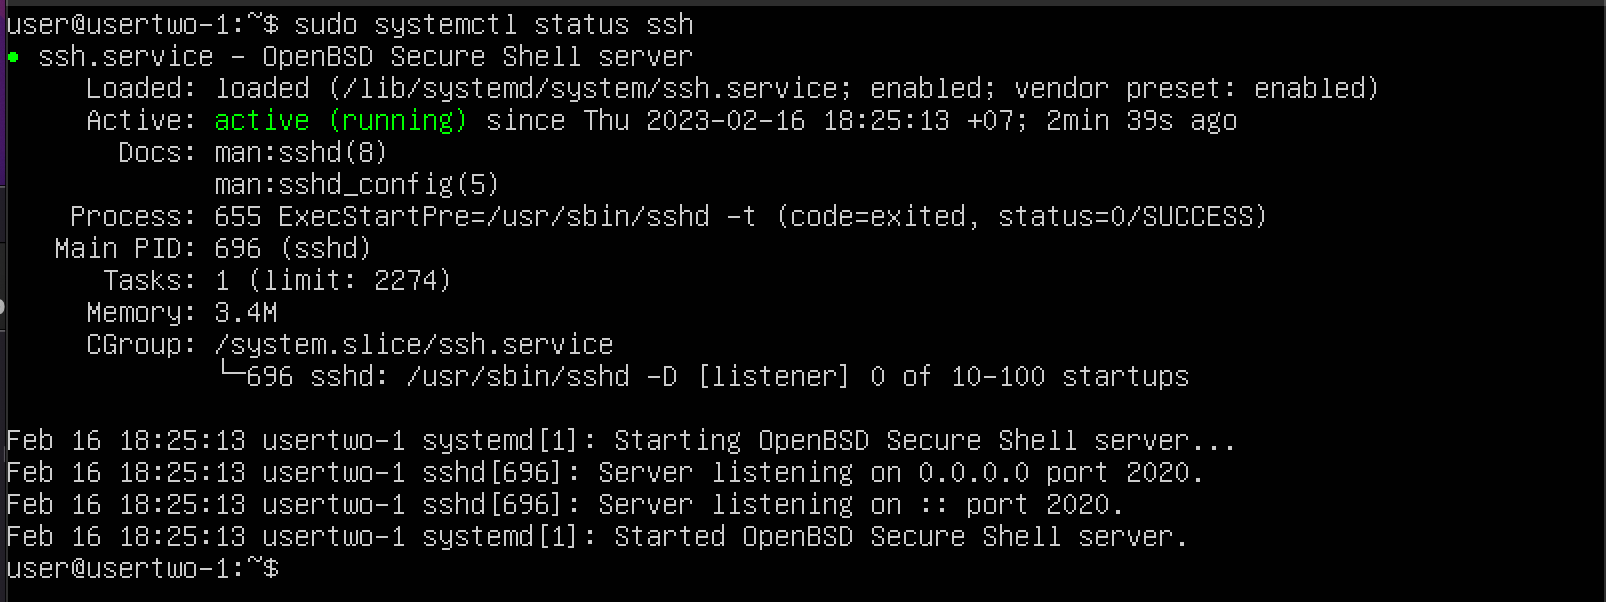 user@usertwo-1:~$ sudo systemctl status ssh
● ssh.service - OpenBSD Secure Shell server
     Loaded: loaded (/lib/systemd/system/ssh.service; enabled; vendor preset: enabled)
     Active: active (running) since Thu 2023-02-16 18:25:13 +07; 2min 39s ago
       Docs: man:sshd(8)
             man:sshd_config(5)
    Process: 655 ExecStartPre=/usr/sbin/sshd -t (code=exited, status=0/SUCCESS)
   Main PID: 696 (sshd)
      Tasks: 1 (limit: 2274)
     Memory: 3.4M
     CGroup: /system.slice/ssh.service
             └─696 sshd: /usr/sbin/sshd -D [listener] 0 of 10-100 startups
Feb 16 18:25:13 usertwo-1 systemd[1]: Starting OpenBSD Secure Shell server...
Feb 16 18:25:13 usertwo-1 sshd[696]: Server listening on 0.0.0.0 port 2020.
Feb 16 18:25:13 usertwo-1 sshd[696]: Server listening on :: port 2020.
Feb 16 18:25:13 usertwo-1 systemd[1]: Started OpenBSD Secure Shell server.
user@usertwo-1:~$